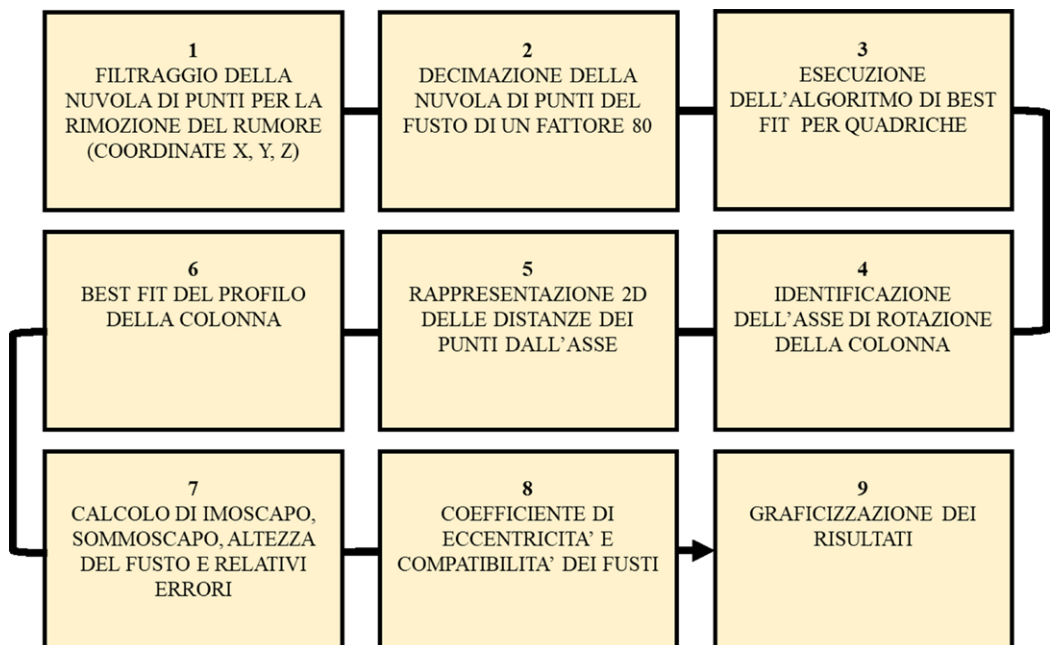 1
FILTRAGGIO DELLA
NUVOLA DI PUNTI PER LA
RIMOZIONE DEL RUMORE
(COORDINATE X, Y, Z)
2
DECIMAZIONE DELLA
NUVOLA DI PUNTI DEL
FUSTO DI UN FATTORE 80
3
ESECUZIONE
DELL’ALGORITMO DI BEST
FIT PER QUADRICHE
4
IDENTIFICAZIONE
DELL’ASSE DI ROTAZIONE
DELLA COLONNA
5
RAPPRESENTAZIONE 2D
DELLE DISTANZE DEI
PUNTI DALL’ASSE
6
BEST FIT DEL PROFILO
DELLA COLONNA
7
CALCOLO DI IMOSCAPO,
SOMMOSCAPO, ALTEZZA
DEL FUSTO E RELATIVI
ERRORI
8
COEFFICIENTE DI
ECCENTRICITA’ E
COMPATIBILITA’ DEI FUSTI
9
GRAFICIZZAZIONE DEI
RISULTATI